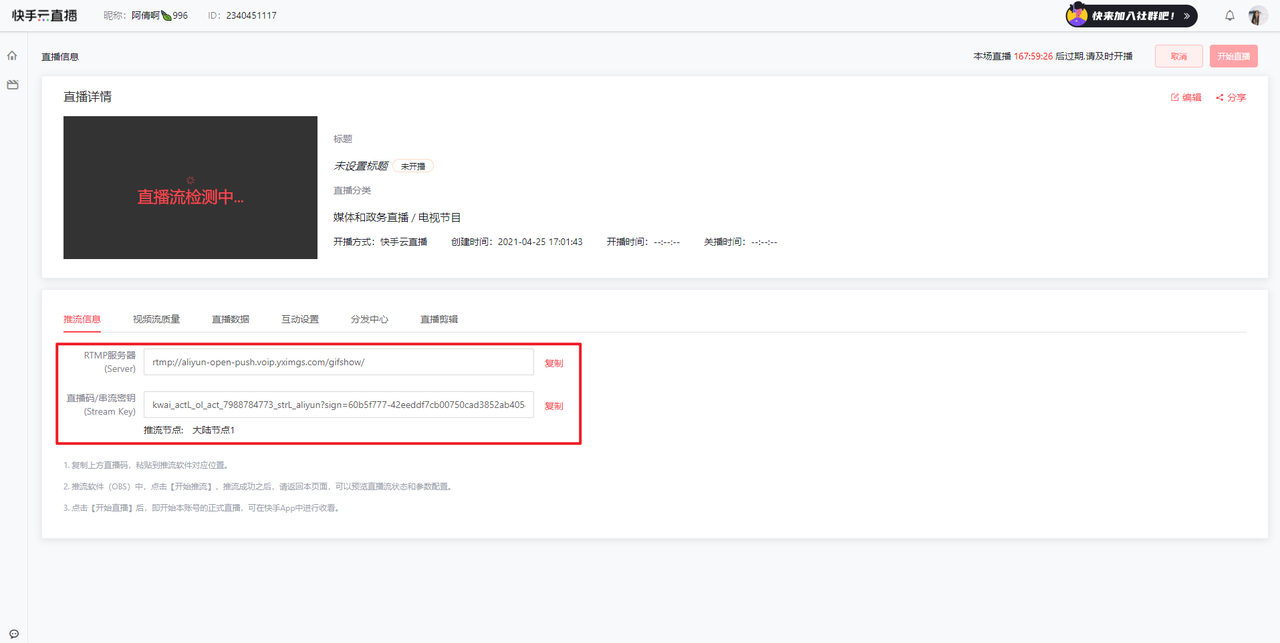 快手云直播 昵称：阿倩啊996 ID：2340451117 快来加入社群吧！ »
直播信息 本场直播 167:59:26 后过期,请及时开播 取消 开始直播
直播详情 编辑 分享
直播流检测中...
标题
未设置标题 未开播
直播分类
媒体和政务直播 / 电视节目
开播方式：快手云直播 创建时间：2021-04-25 17:01:43 开播时间：--:--:-- 关播时间：--:--:--
推流信息 视频流质量 直播数据 互动设置 分发中心 直播剪辑
RTMP服务器
(Server)
rtmp://aliyun-open-push.voip.yximgs.com/gifshow/ 复制
直播码/串流密钥
(Stream Key)
kwai_actL_ol_act_7988784773_strL_aliyun?sign=60b5f777-42eeddf7cb00750cad3852ab405 复制
推流节点： 大陆节点1
1. 复制上方直播码，粘贴到推流软件对应位置。
2. 推流软件（OBS）中，点击【开始推流】，推流成功之后，请返回本页面，可以预览直播流状态和参数配置。
3. 点击【开始直播】后，即开始本账号的正式直播，可在快手App中进行收看。